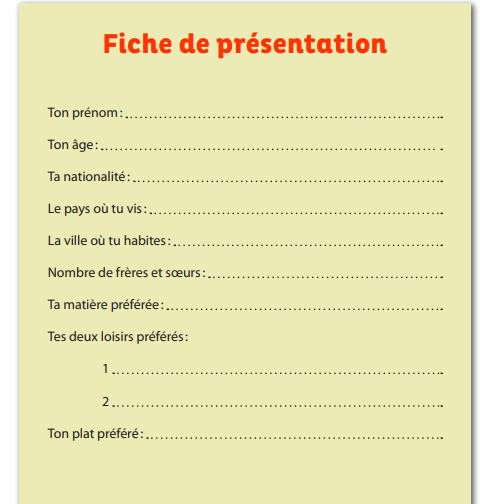 Fiche de présentation
Ton prénom : ........................................................................
Ton âge : ........................................................................
Ta nationalité : ........................................................................
Le pays où tu vis : ........................................................................
La ville où tu habites : ........................................................................
Nombre de frères et sœurs : ........................................................................
Ta matière préférée : ........................................................................
Tes deux loisirs préférés :
1 ........................................................................
2 ........................................................................
Ton plat préféré : ........................................................................